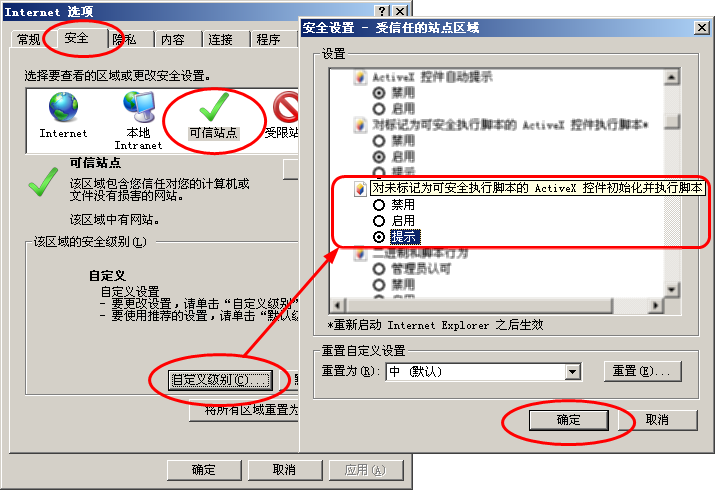 Internet 选项
常规
安全
隐私
内容
连接
程序
选择要查看的区域或更改安全设置。
Internet
本地
Intranet
可信站点
受限站
可信站点
该区域包含您信任对您的计算机或
文件没有损害的网站。
该区域中有网站。
该区域的安全级别(L)
自定义
自定义设置
- 要更改设置，请单击“自定义级别”
- 要使用推荐的设置，请单击“默认级
自定义级别(C)...
将所有区域重置为
确定
取消
应用(A)
安全设置 - 受信任的站点区域
设置
ActiveX 控件自动提示
禁用
启用
对标记为可安全执行脚本的 ActiveX 控件执行脚本*
禁用
启用
提示
对未标记为可安全执行脚本的 ActiveX 控件初始化并执行脚本
禁用
启用
提示
二进制和脚本行为
管理员认可
禁用
启用
*重新启动 Internet Explorer 之后生效
重置自定义设置
重置为(R):
中 (默认)
重置(E)...
确定
取消